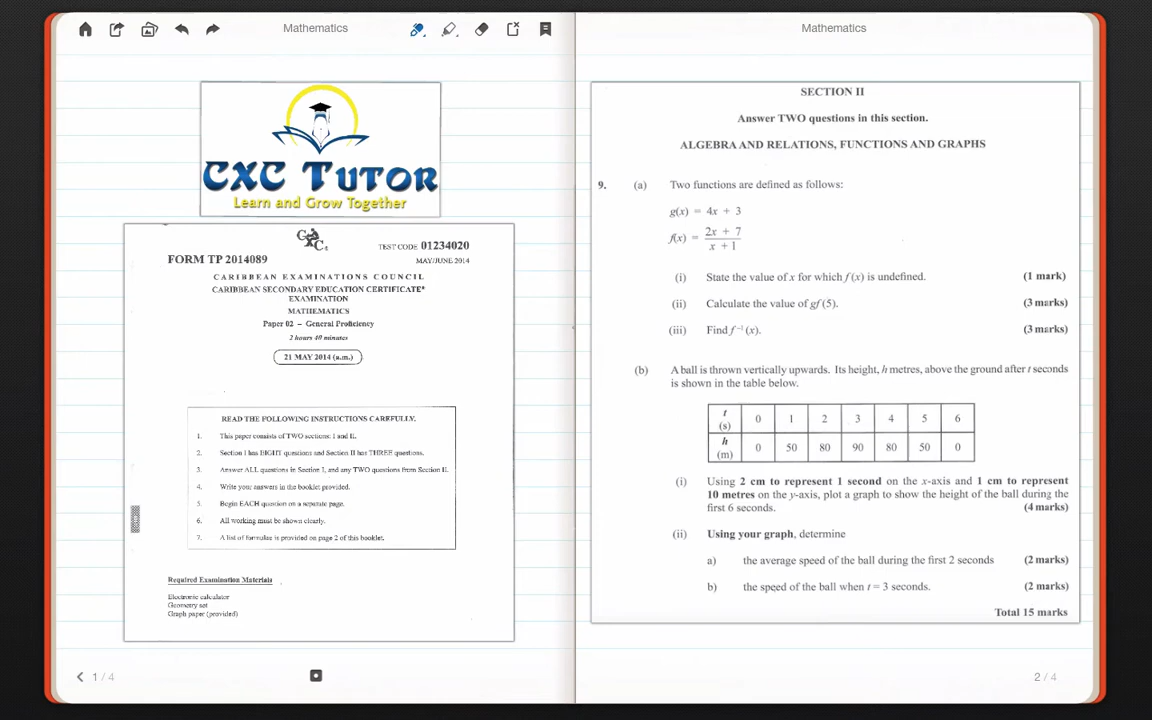 Mathematics
CXC TUTOR
Learn and Grow Together
TEST CODE 01234020
FORM TP 2014089
MAY/JUNE 2014
CARIBBEAN EXAMINATIONS COUNCIL
CARIBBEAN SECONDARY EDUCATION CERTIFICATE®
EXAMINATION
MATHEMATICS
Paper 02 – General Proficiency
2 hours 40 minutes
21 MAY 2014 (a.m.)
READ THE FOLLOWING INSTRUCTIONS CAREFULLY.
1. This paper consists of TWO sections: I and II.
2. Section I has EIGHT questions and Section II has THREE questions.
3. Answer ALL questions in Section I, and any TWO questions from Section II.
4. Write your answers in the booklet provided.
5. Begin EACH question on a separate page.
6. All working must be shown clearly.
7. A list of formulae is provided on page 2 of this booklet.
Required Examination Materials
Electronic calculator
Geometry set
Graph paper (provided)
1 / 4
Mathematics
SECTION II
Answer TWO questions in this section.
ALGEBRA AND RELATIONS, FUNCTIONS AND GRAPHS
9. (a) Two functions are defined as follows:
g(x) = 4x + 3
f(x) = (2x + 7)/(x + 1)
(i) State the value of x for which f (x) is undefined. (1 mark)
(ii) Calculate the value of gf (5). (3 marks)
(iii) Find f⁻¹(x). (3 marks)
(b) A ball is thrown vertically upwards. Its height, h metres, above the ground after t seconds
is shown in the table below.
t (s) 0 1 2 3 4 5 6
h (m) 0 50 80 90 80 50 0
(i) Using 2 cm to represent 1 second on the x-axis and 1 cm to represent
10 metres on the y-axis, plot a graph to show the height of the ball during the
first 6 seconds. (4 marks)
(ii) Using your graph, determine
a) the average speed of the ball during the first 2 seconds (2 marks)
b) the speed of the ball when t = 3 seconds. (2 marks)
Total 15 marks
2 / 4